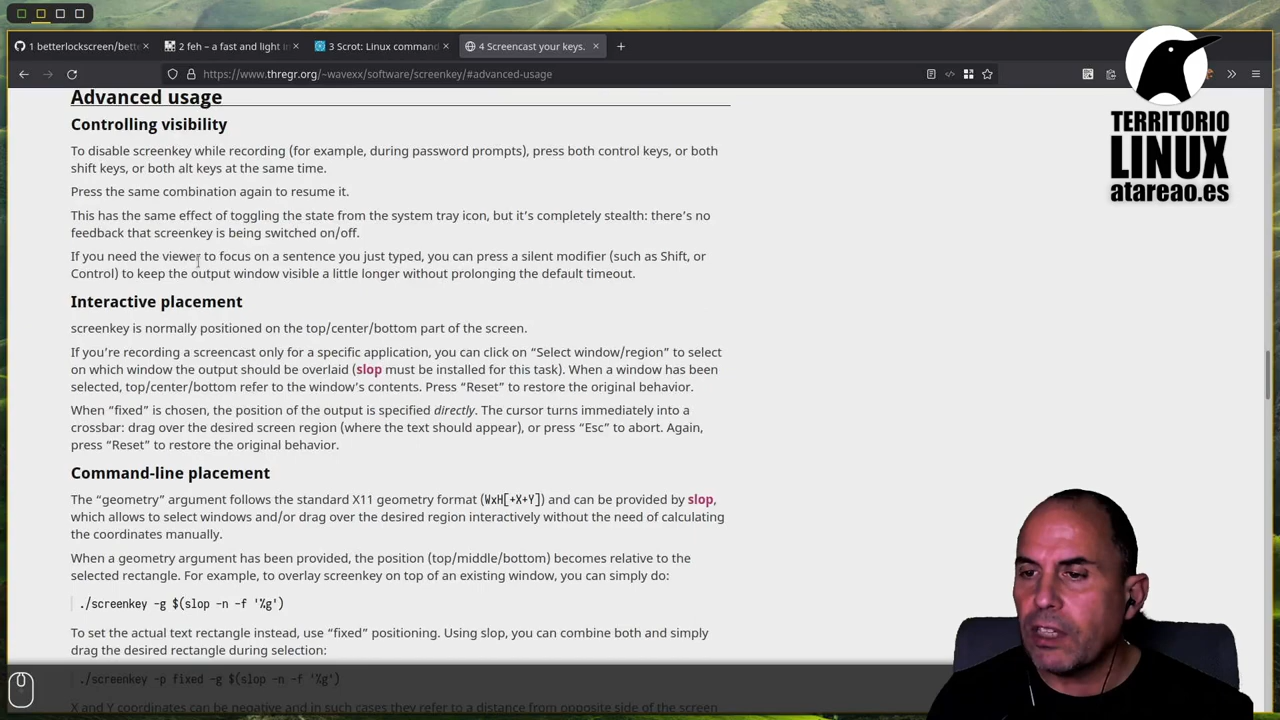 1 betterlockscreen/bette
2 feh – a fast and light in
3 Scrot: Linux command
4 Screencast your keys.
https://www.thregr.org/~wavexx/software/screenkey/#advanced-usage
TERRITORIO
LINUX
atareao.es
Advanced usage
Controlling visibility
To disable screenkey while recording (for example, during password prompts), press both control keys, or both
shift keys, or both alt keys at the same time.
Press the same combination again to resume it.
This has the same effect of toggling the state from the system tray icon, but it’s completely stealth: there’s no
feedback that screenkey is being switched on/off.
If you need the viewer to focus on a sentence you just typed, you can press a silent modifier (such as Shift, or
Control) to keep the output window visible a little longer without prolonging the default timeout.
Interactive placement
screenkey is normally positioned on the top/center/bottom part of the screen.
If you’re recording a screencast only for a specific application, you can click on “Select window/region” to select
on which window the output should be overlaid (slop must be installed for this task). When a window has been
selected, top/center/bottom refer to the window’s contents. Press “Reset” to restore the original behavior.
When “fixed” is chosen, the position of the output is specified directly. The cursor turns immediately into a
crossbar: drag over the desired screen region (where the text should appear), or press “Esc” to abort. Again,
press “Reset” to restore the original behavior.
Command-line placement
The “geometry” argument follows the standard X11 geometry format (WxH[+X+Y]) and can be provided by slop,
which allows to select windows and/or drag over the desired region interactively without the need of calculating
the coordinates manually.
When a geometry argument has been provided, the position (top/middle/bottom) becomes relative to the
selected rectangle. For example, to overlay screenkey on top of an existing window, you can simply do:
./screenkey -g $(slop -n -f '%g')
To set the actual text rectangle instead, use “fixed” positioning. Using slop, you can combine both and simply
drag the desired rectangle during selection:
./screenkey -p fixed -g $(slop -n -f '%g')
X and Y coordinates can be negative and in such cases they refer to a distance from opposite side of the screen